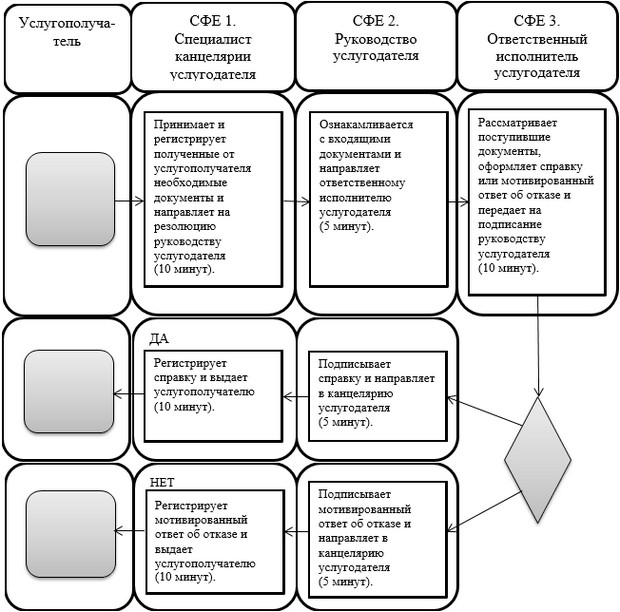 Услугополуча-
тель
СФЕ 1.
Специалист
канцелярии
услугодателя
СФЕ 2.
Руководство
услугодателя
СФЕ 3.
Ответственный
исполнитель
услугодателя
Принимает и
регистрирует
полученные от
услугополучателя
необходимые
документы и
направляет на
резолюцию
руководству
услугодателя
(10 минут).
Ознакамливается
с входящими
документами и
направляет
ответственному
исполнителю
услугодателя
(5 минут).
Рассматривает
поступившие
документы,
оформляет справку
или мотивированный
ответ об отказе и
передает на
подписание
руководству
услугодателя
(10 минут).
ДА
Регистрирует
справку и выдает
услугополучателю
(10 минут).
Подписывает
справку и направляет
в канцелярию
услугодателя
(5 минут).
НЕТ
Регистрирует
мотивированный
ответ об отказе и
выдает
услугополучателю
(10 минут).
Подписывает
мотивированный
ответ об отказе и
направляет в
канцелярию
услугодателя
(5 минут).